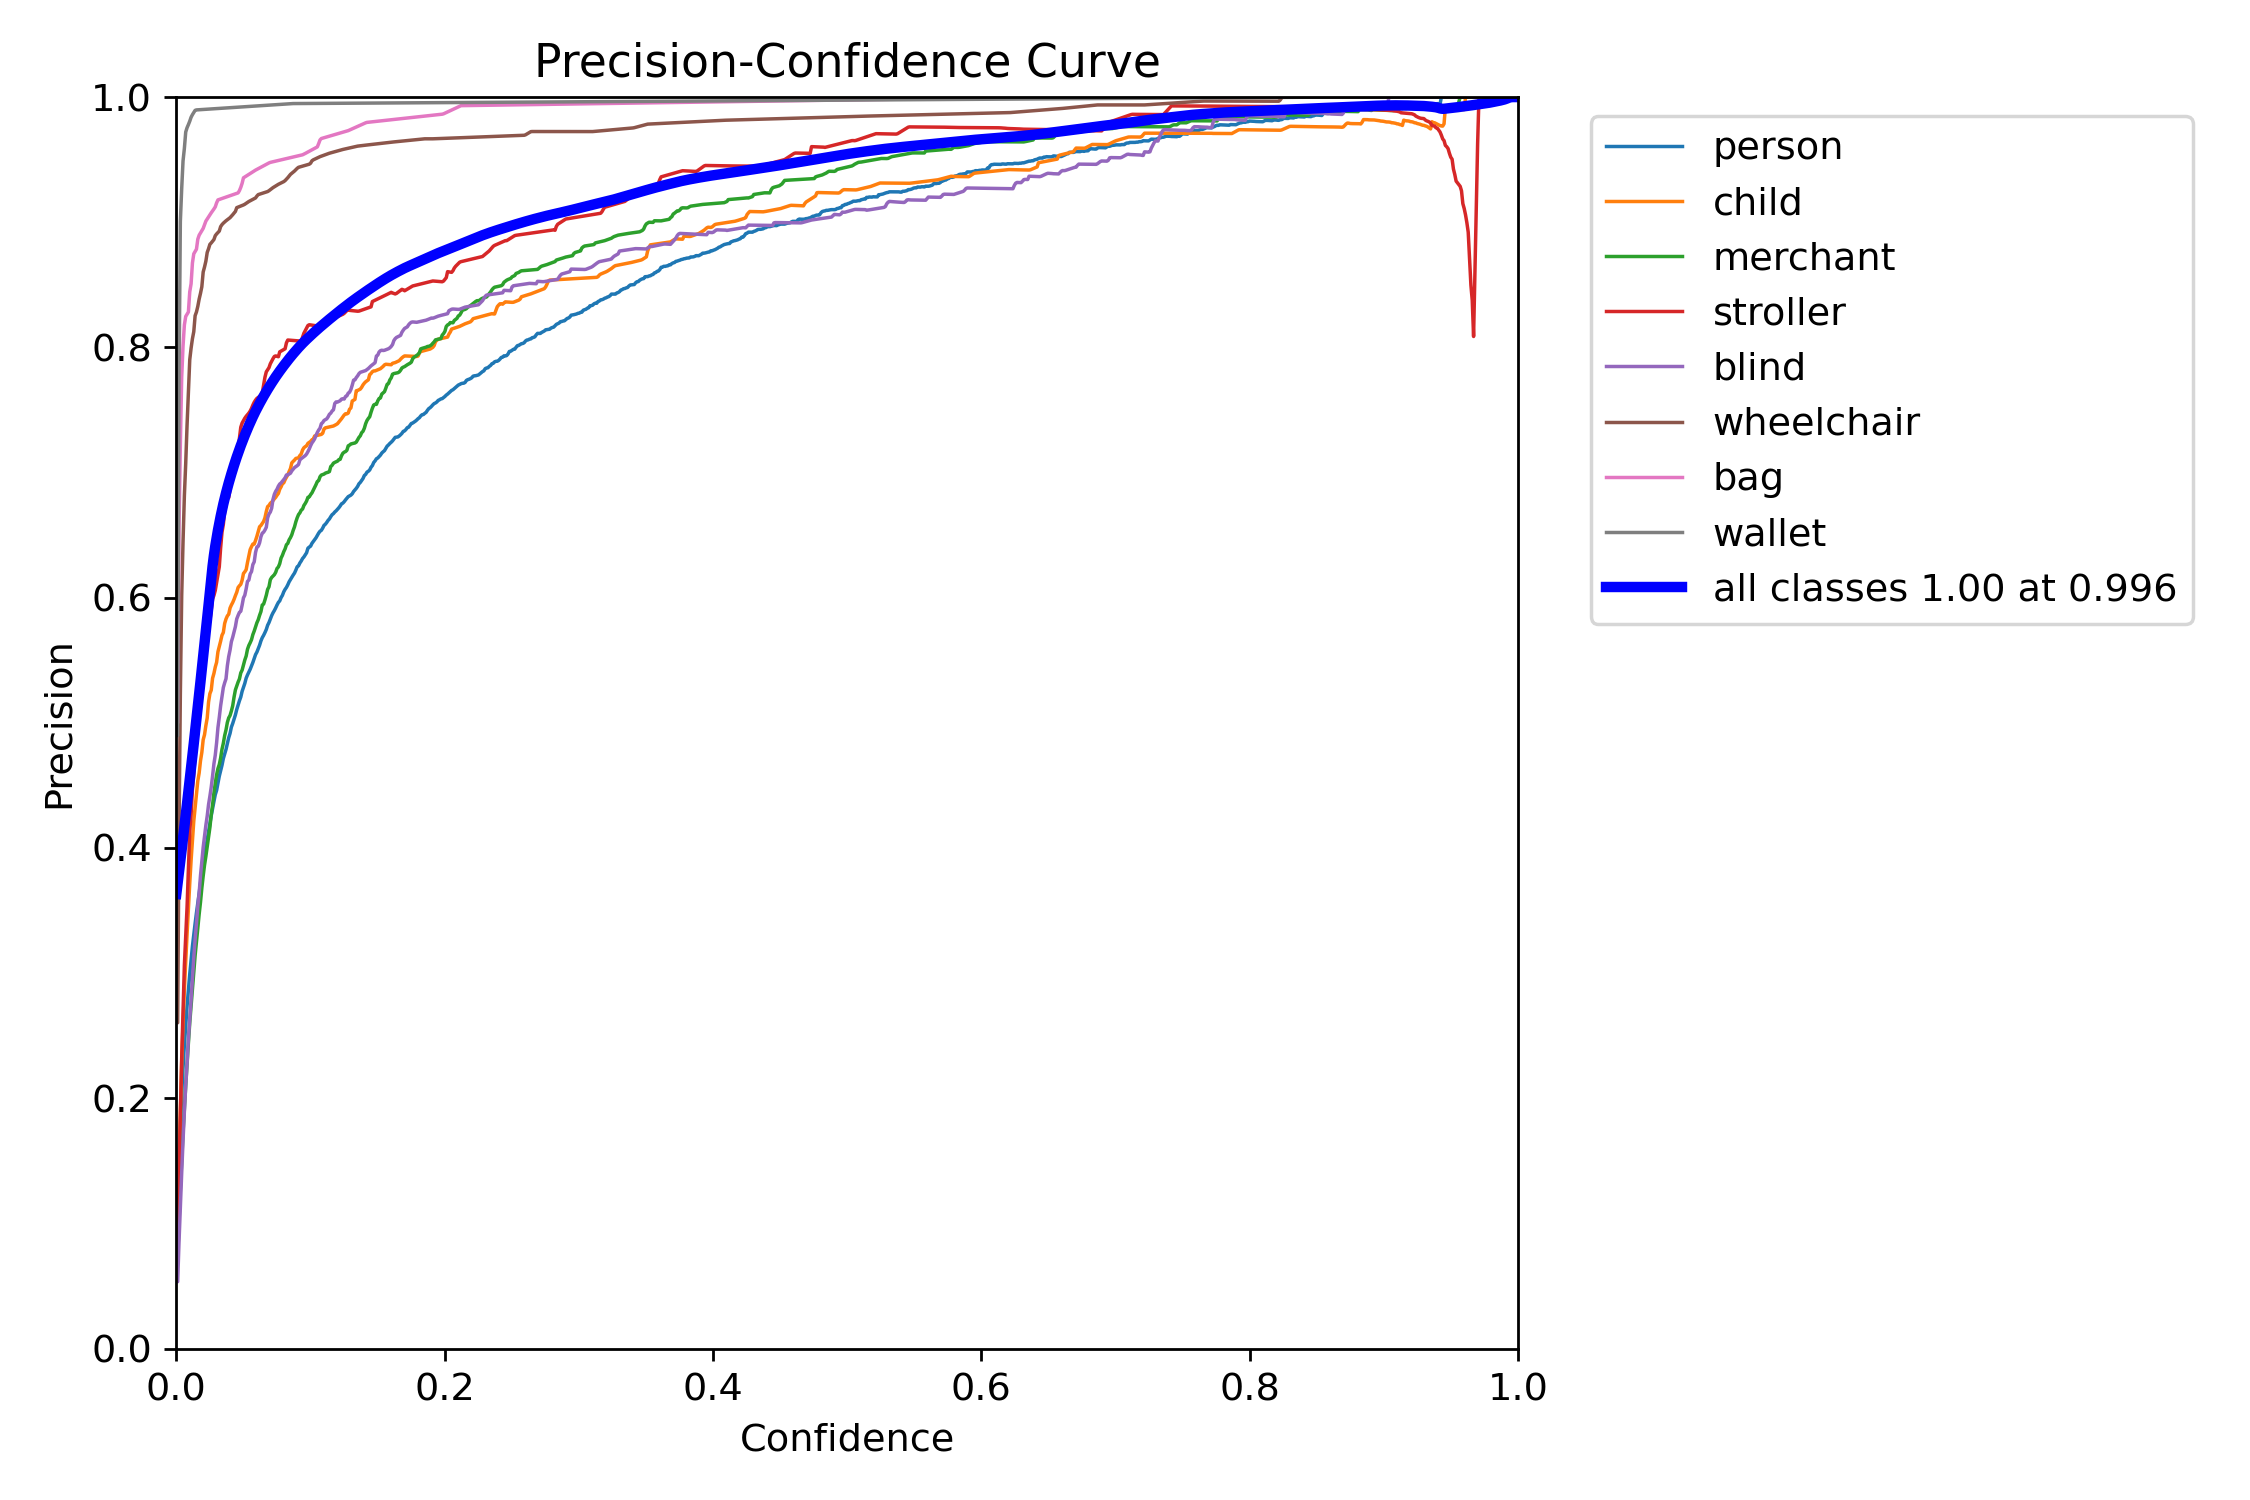 Precision-Confidence Curve
1.0
0.8
0.6
0.4
0.2
0.0
Precision
0.0 0.2 0.4 0.6 0.8 1.0
Confidence
person
child
merchant
stroller
blind
wheelchair
bag
wallet
all classes 1.00 at 0.996